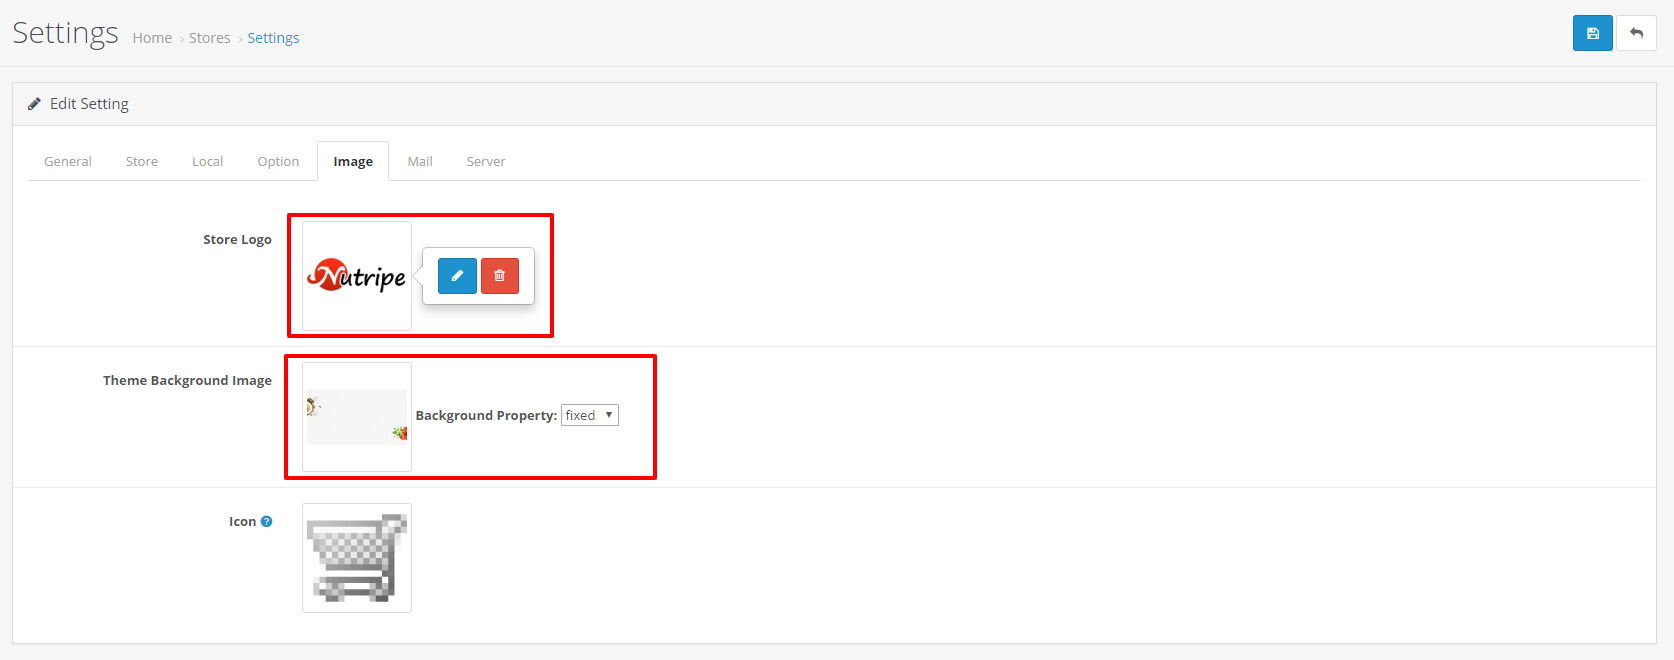 Settings Home › Stores › Settings
Edit Setting
General Store Local Option Image Mail Server
Store Logo
Nutripe
Theme Background Image
Background Property: fixed
Icon